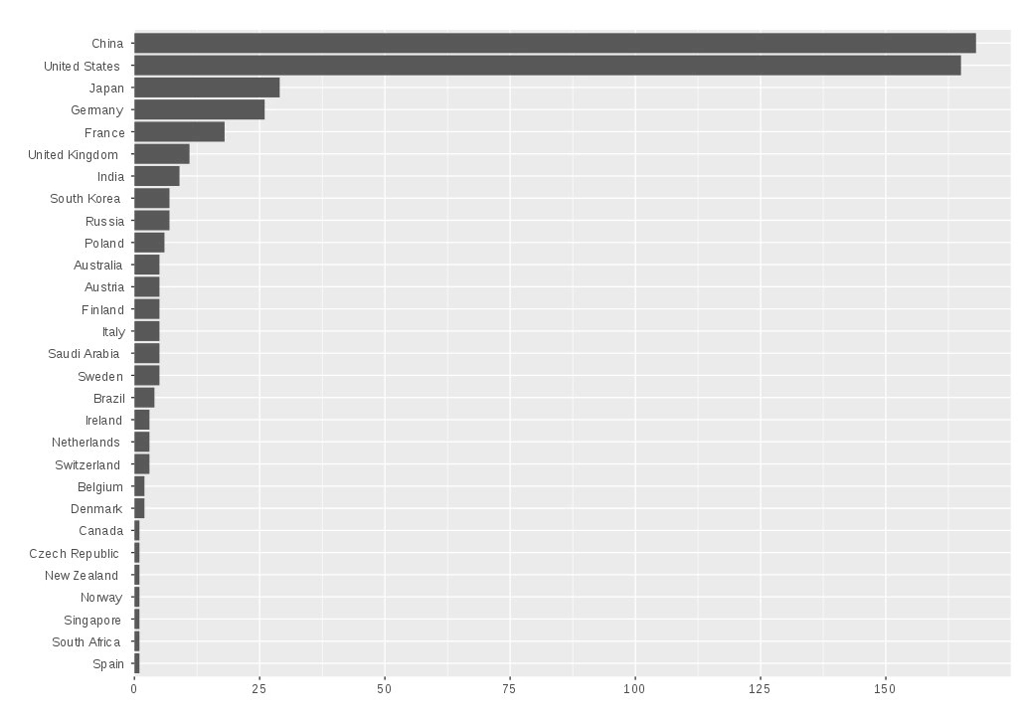 China
United States
Japan
Germany
France
United Kingdom
India
South Korea
Russia
Poland
Australia
Austria
Finland
Italy
Saudi Arabia
Sweden
Brazil
Ireland
Netherlands
Switzerland
Belgium
Denmark
Canada
Czech Republic
New Zealand
Norway
Singapore
South Africa
Spain
0 25 50 75 100 125 150